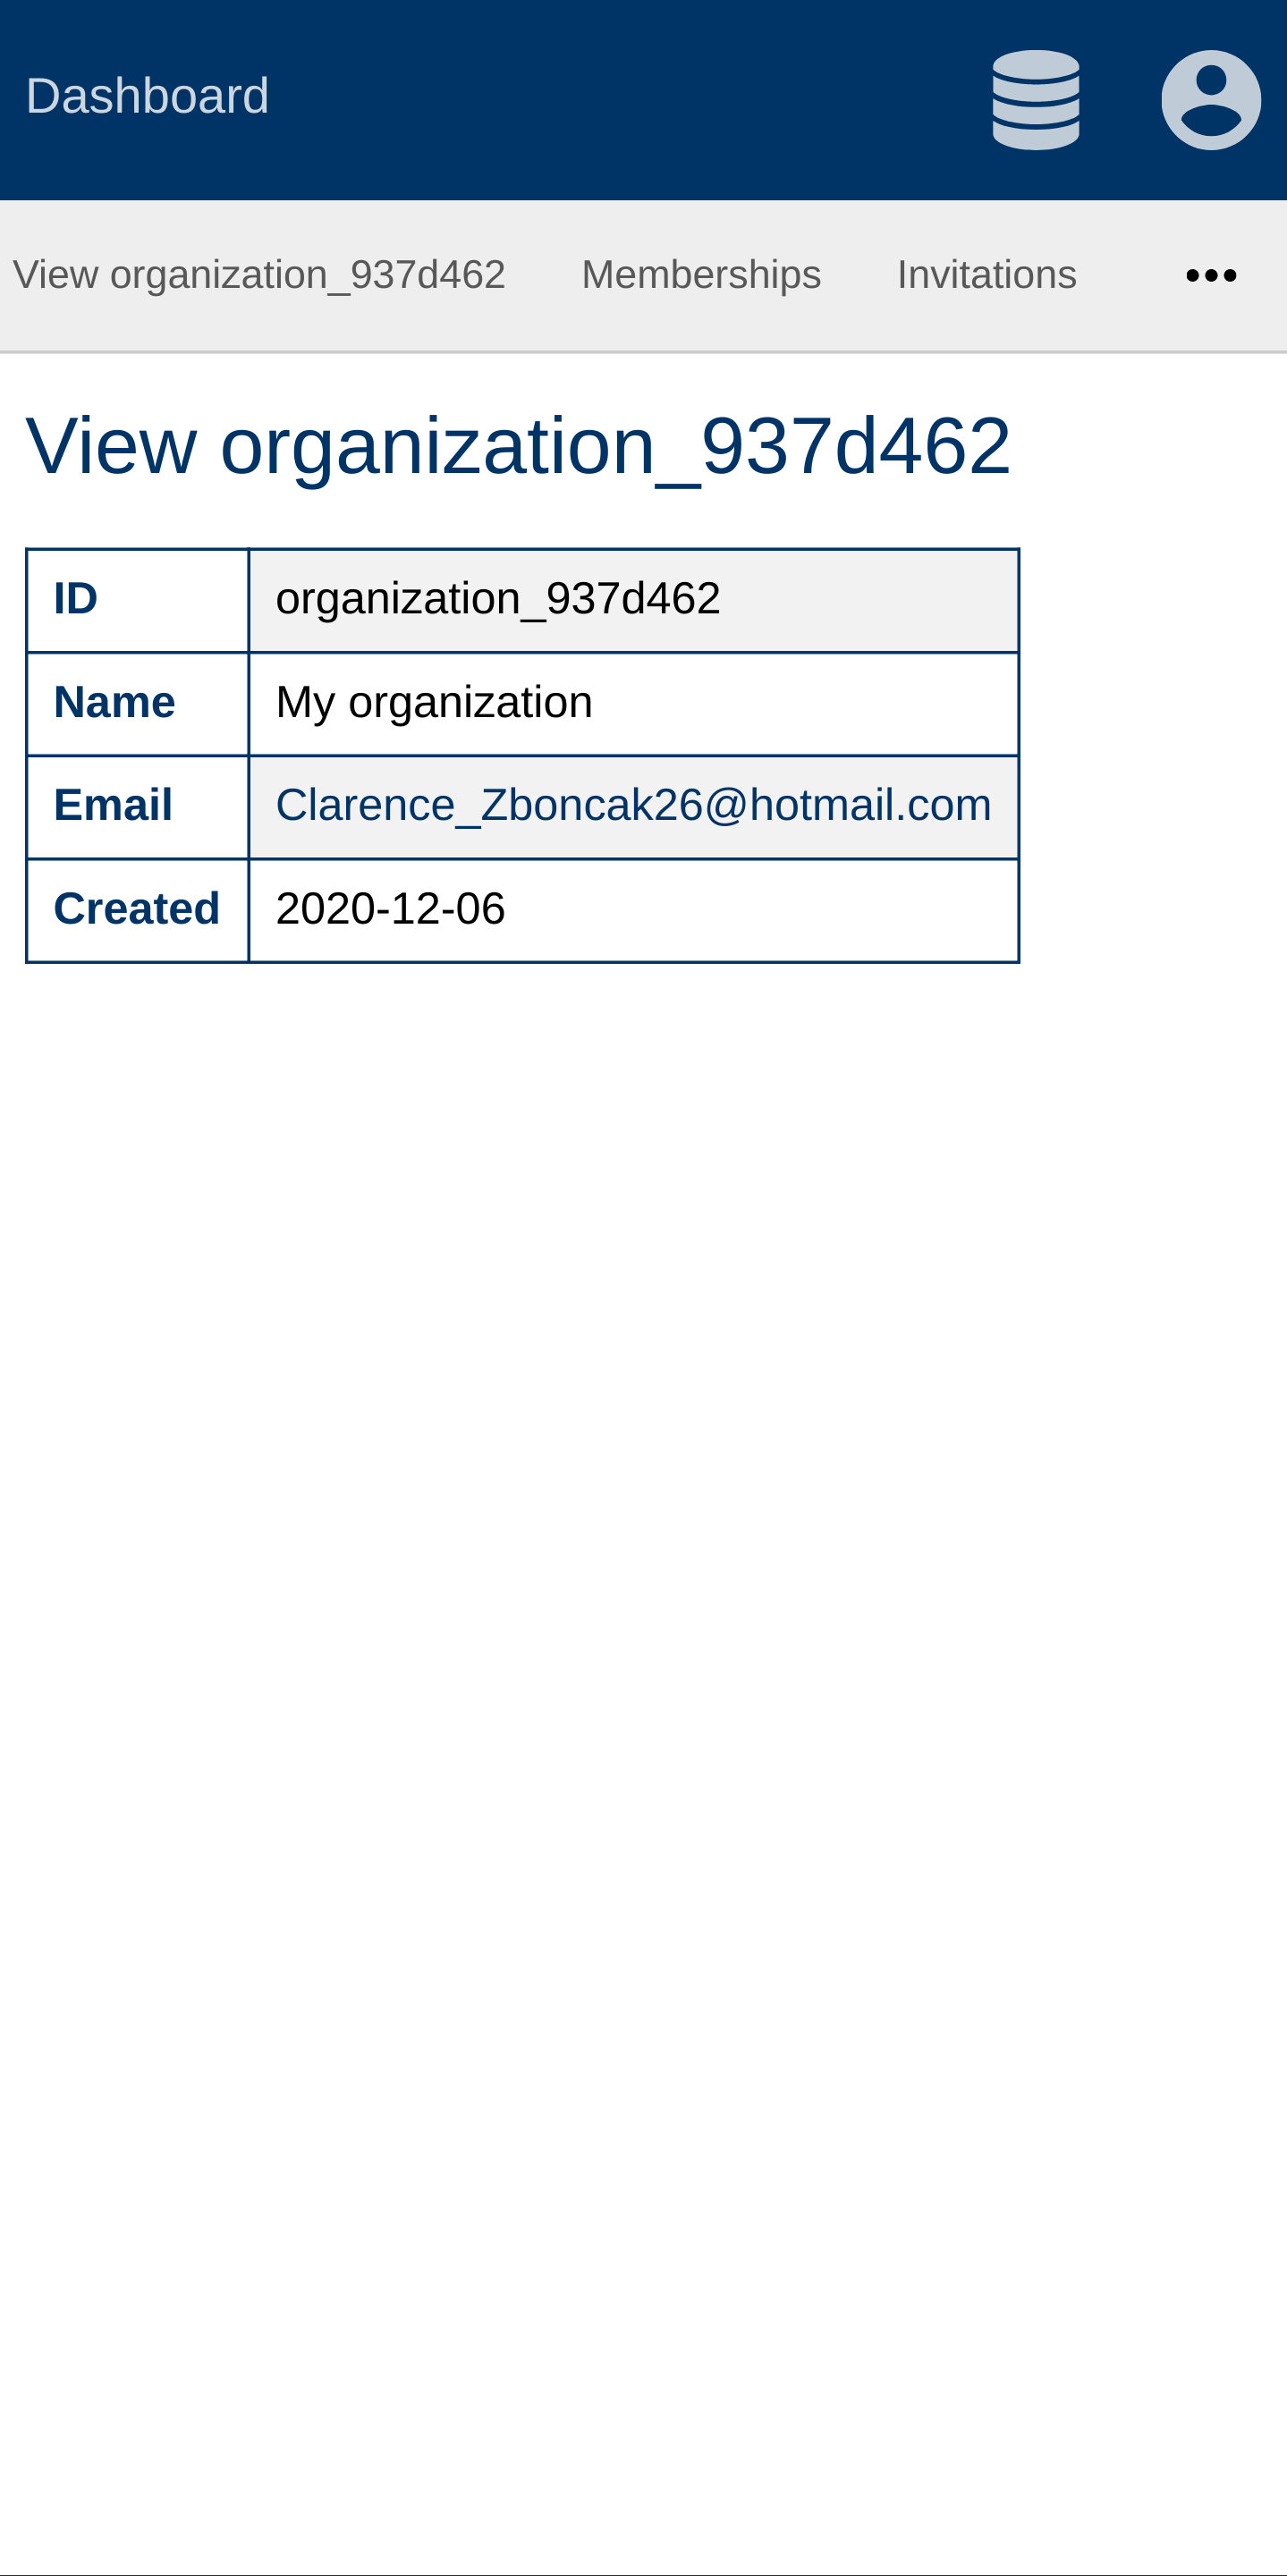 Dashboard
View organization_937d462 Memberships Invitations •••
View organization_937d462
ID organization_937d462
Name My organization
Email Clarence_Zboncak26@hotmail.com
Created 2020-12-06